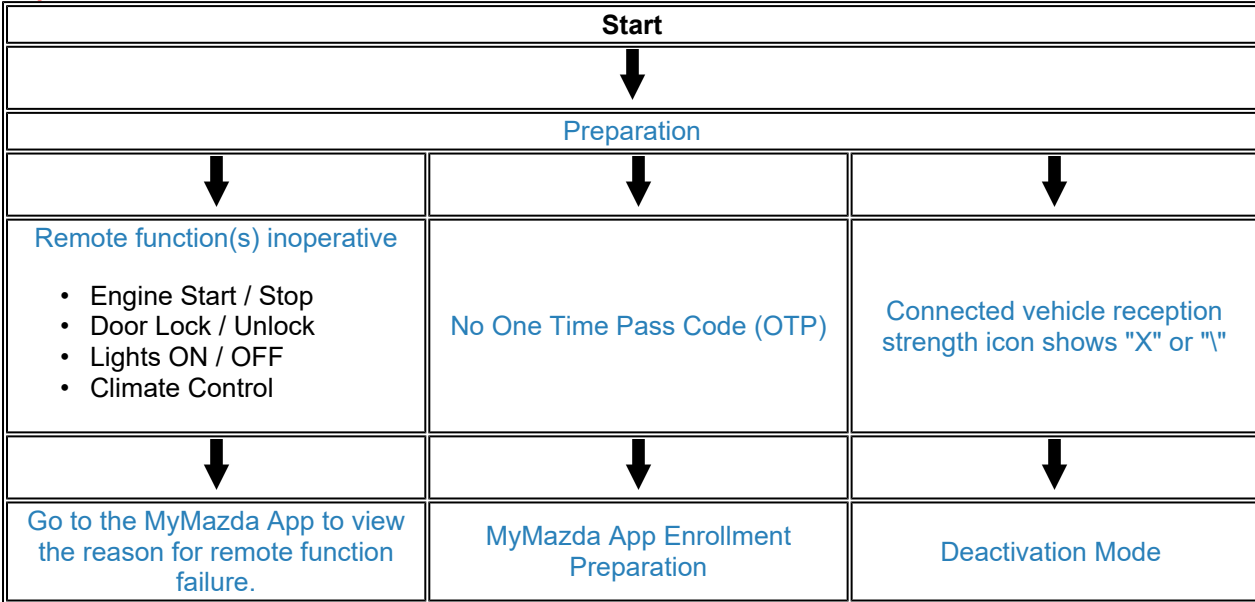 Start
Preparation
Remote function(s) inoperative
• Engine Start / Stop
• Door Lock / Unlock
• Lights ON / OFF
• Climate Control
No One Time Pass Code (OTP)
Connected vehicle reception
strength icon shows "X" or "\"
Go to the MyMazda App to view
the reason for remote function
failure.
MyMazda App Enrollment
Preparation
Deactivation Mode